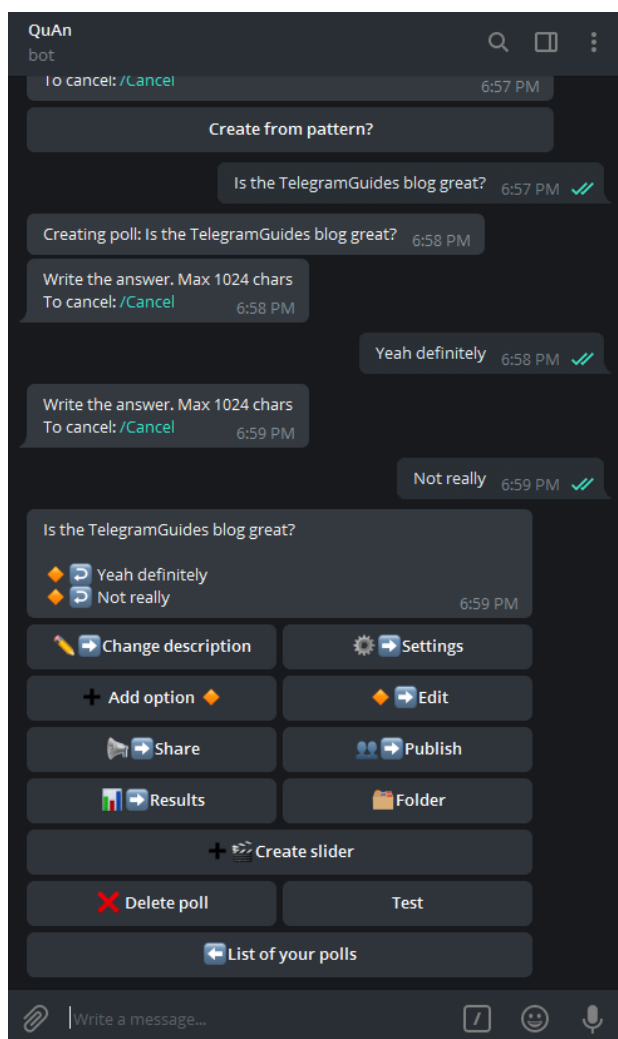 QuAn
bot
To cancel: /Cancel
6:57 PM
Create from pattern?
Is the TelegramGuides blog great? 6:57 PM
Creating poll: Is the TelegramGuides blog great? 6:58 PM
Write the answer. Max 1024 chars
To cancel: /Cancel 6:58 PM
Yeah definitely 6:58 PM
Write the answer. Max 1024 chars
To cancel: /Cancel 6:59 PM
Not really 6:59 PM
Is the TelegramGuides blog great?
Yeah definitely
Not really
6:59 PM
Change description
Settings
Add option
Edit
Share
Publish
Results
Folder
Create slider
Delete poll
Test
List of your polls
Write a message...